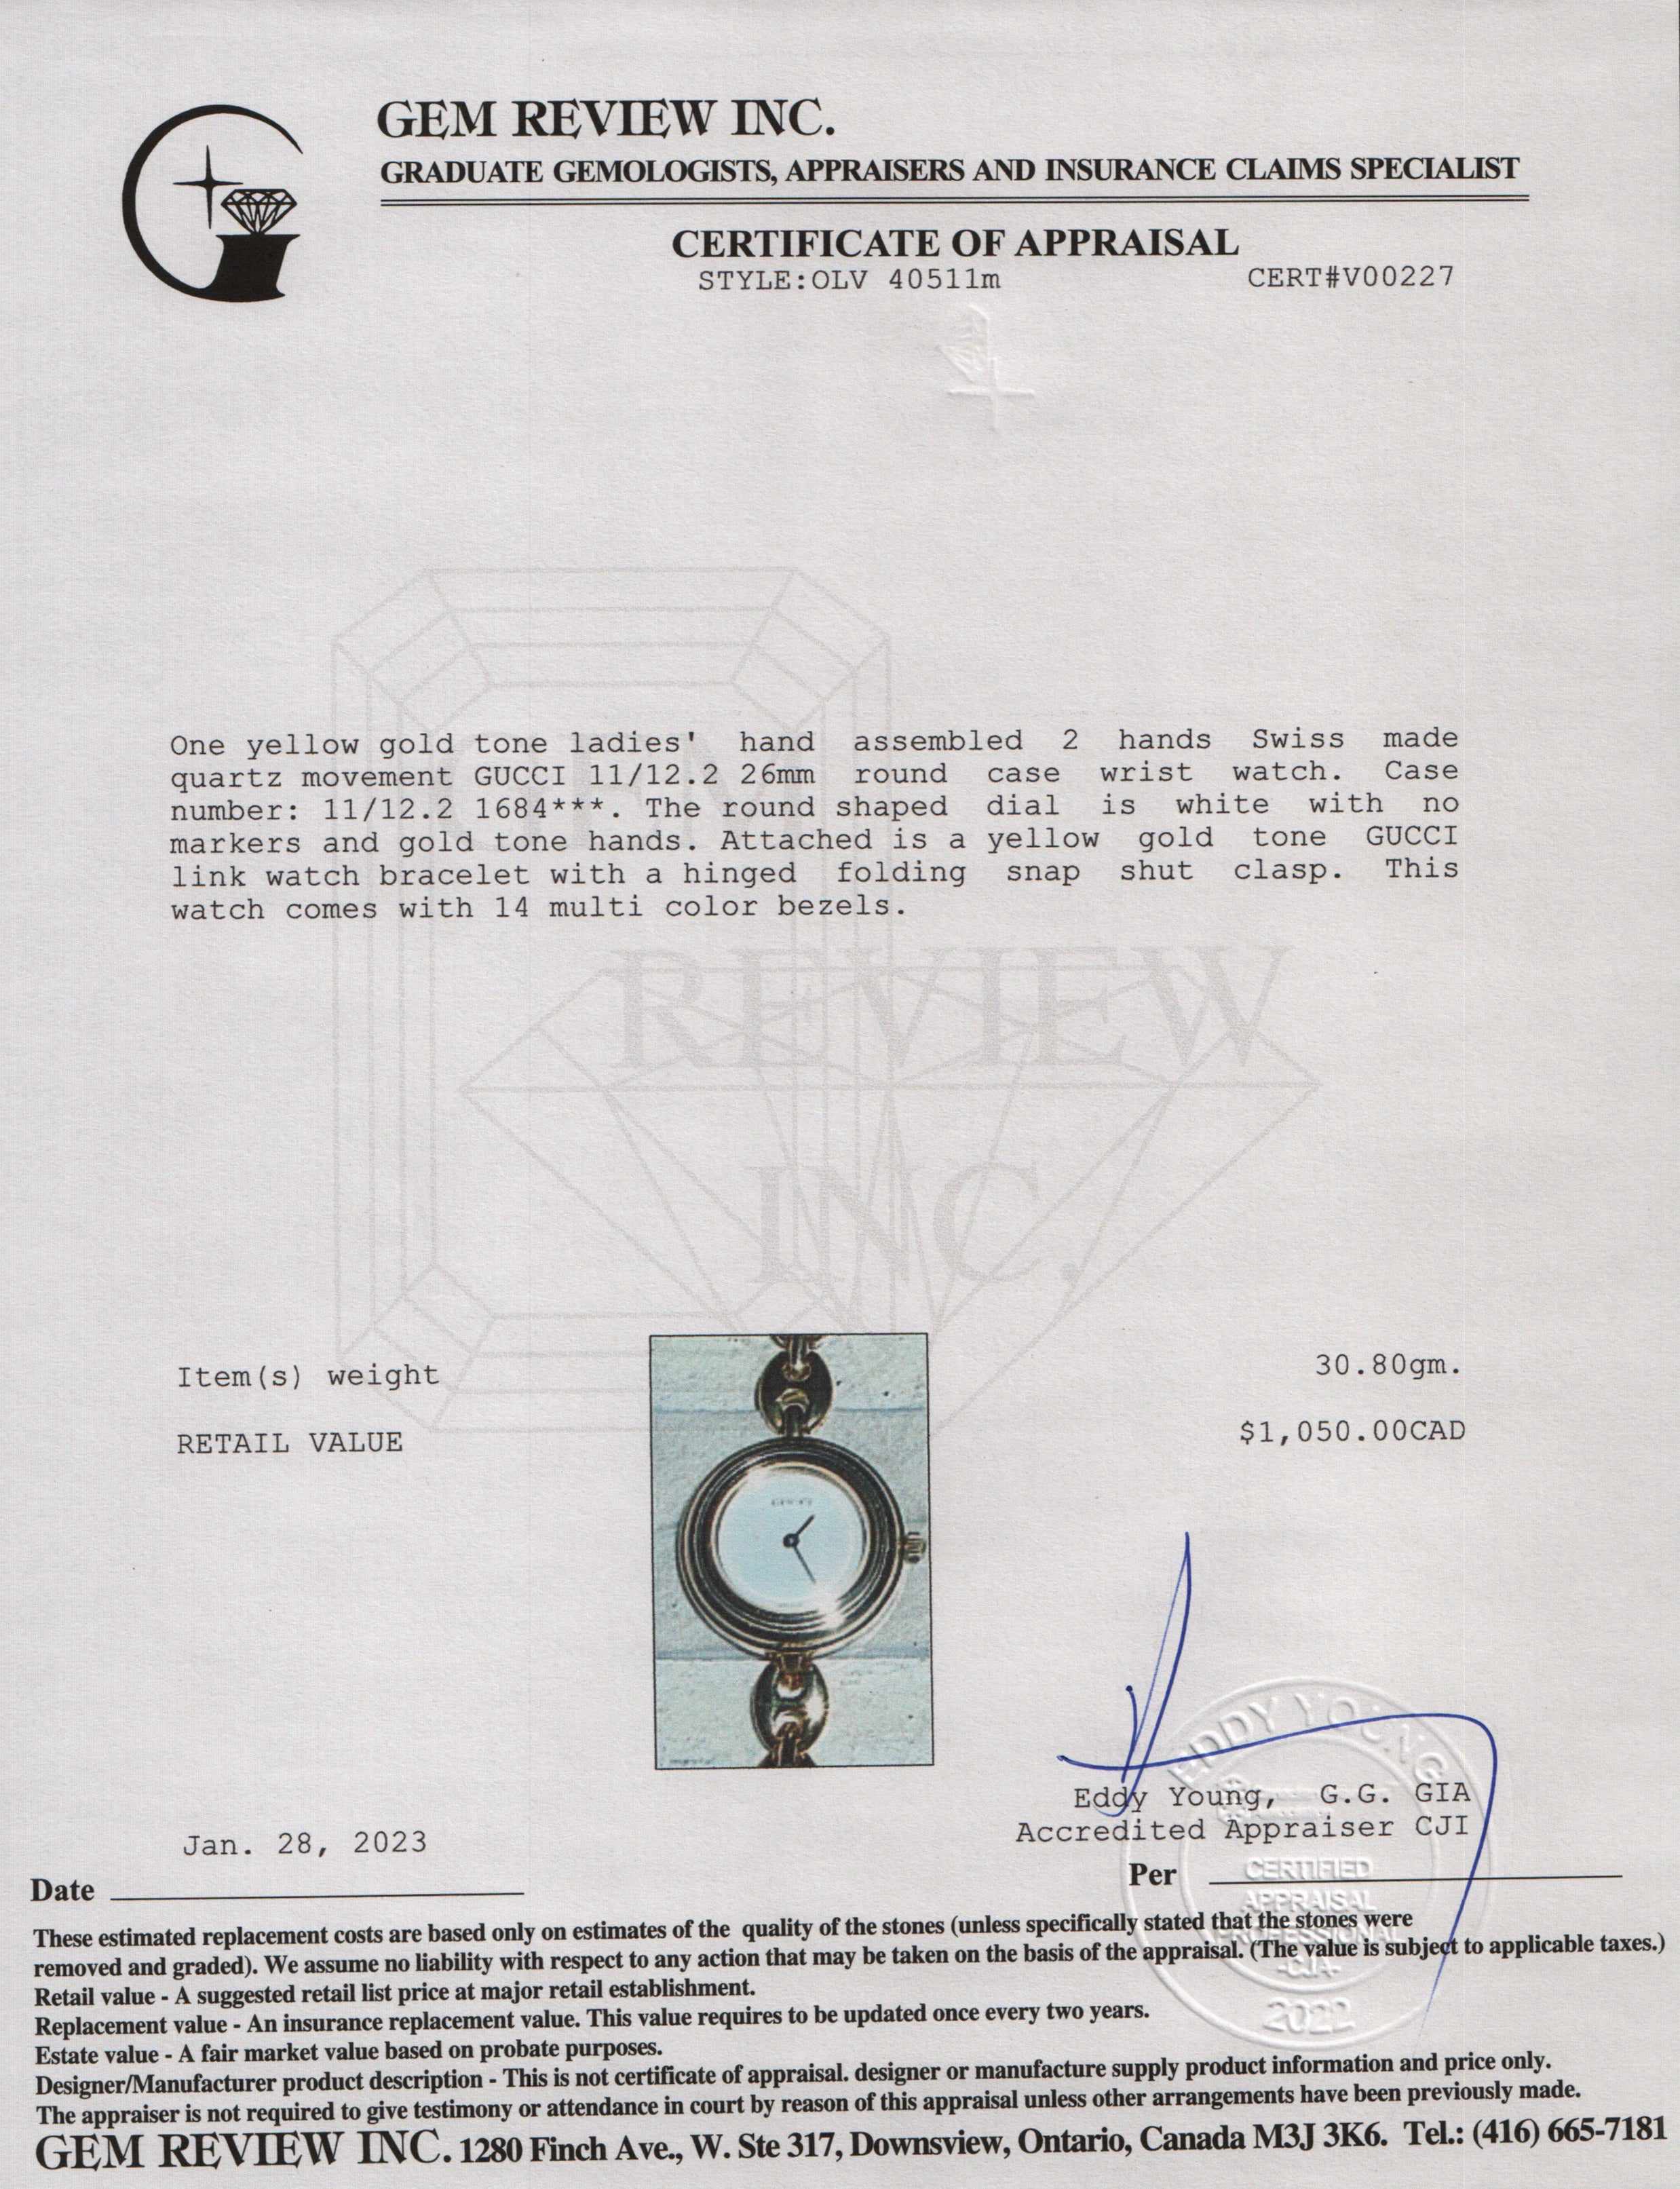 GEM REVIEW INC.
GRADUATE GEMOLOGISTS, APPRAISERS AND INSURANCE CLAIMS SPECIALIST
CERTIFICATE OF APPRAISAL
STYLE:OLV 40511m CERT#V00227
One yellow gold tone ladies' hand assembled 2 hands Swiss made
quartz movement GUCCI 11/12.2 26mm round case wrist watch. Case
number: 11/12.2 1684***. The round shaped dial is white with no
markers and gold tone hands. Attached is a yellow gold tone GUCCI
link watch bracelet with a hinged folding snap shut clasp. This
watch comes with 14 multi color bezels.
REVIEW
INC.
Item(s) weight 30.80gm.
RETAIL VALUE $1,050.00CAD
EDDY YOUNG
Eddy Young, G.G. GIA
Accredited Appraiser CJI
Jan. 28, 2023
Date
Per
CERTIFIED
APPRAISAL
PROFESSIONAL
-CJA-
2022
These estimated replacement costs are based only on estimates of the quality of the stones (unless specifically stated that the stones were
removed and graded). We assume no liability with respect to any action that may be taken on the basis of the appraisal. (The value is subject to applicable taxes.)
Retail value - A suggested retail list price at major retail establishment.
Replacement value - An insurance replacement value. This value requires to be updated once every two years.
Estate value - A fair market value based on probate purposes.
Designer/Manufacturer product description - This is not certificate of appraisal. designer or manufacture supply product information and price only.
The appraiser is not required to give testimony or attendance in court by reason of this appraisal unless other arrangements have been previously made.
GEM REVIEW INC. 1280 Finch Ave., W. Ste 317, Downsview, Ontario, Canada M3J 3K6. Tel.: (416) 665-7181